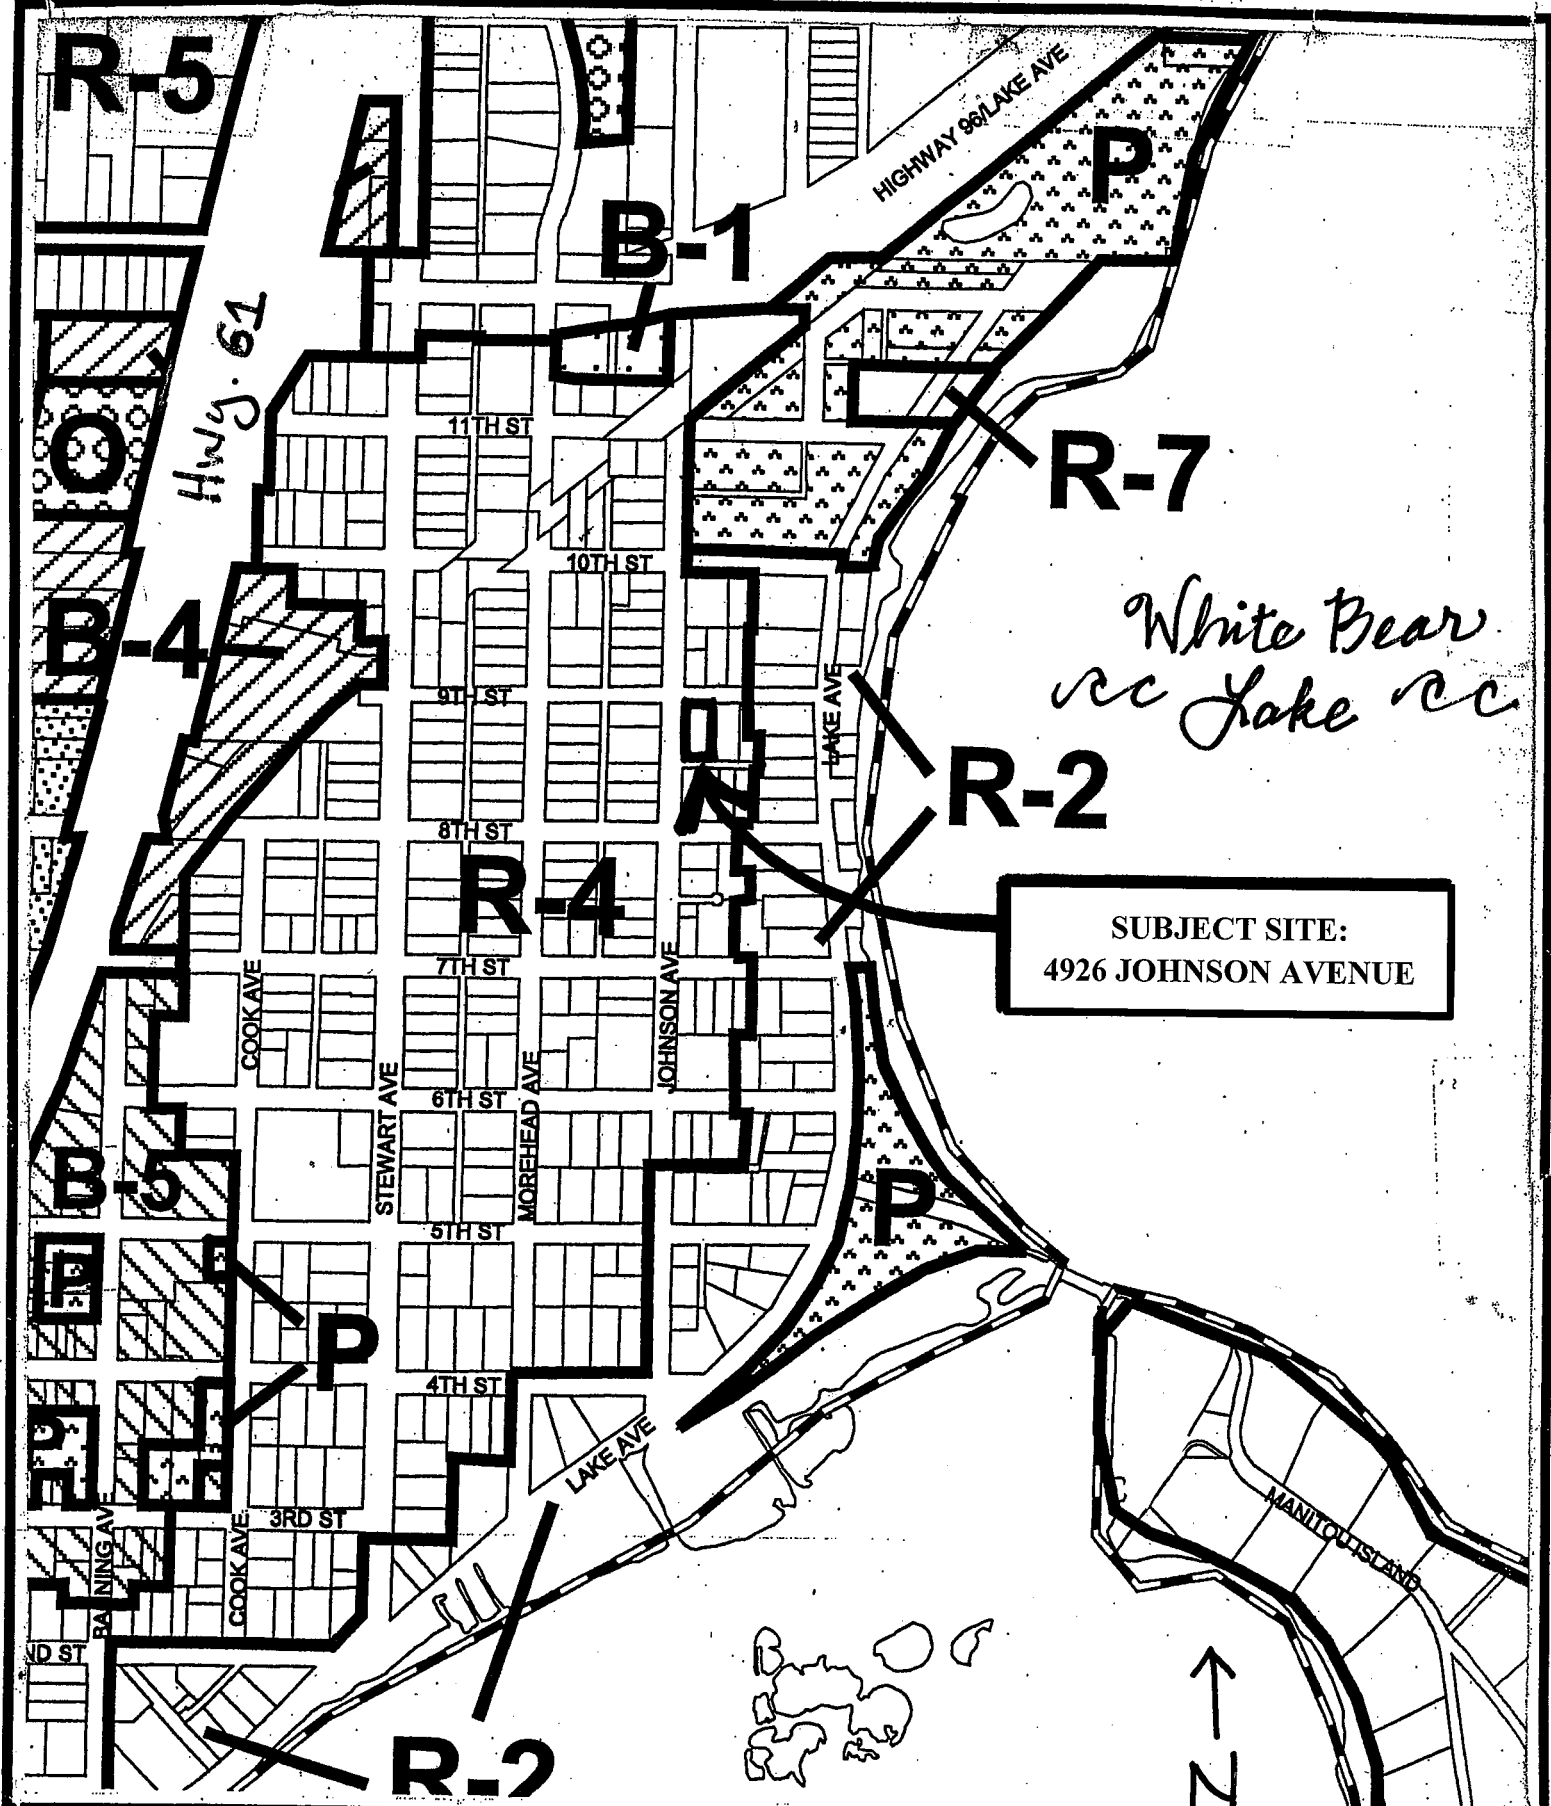 R-5
HIGHWAY 96/LAKE AVE
P
B-1
Hwy. 61
O
11TH ST
R-7
10TH ST
White Bear
Lake
B-4
9TH ST
LAKE AVE
R-2
8TH ST
R-4
SUBJECT SITE:
4926 JOHNSON AVENUE
7TH ST
COOK AVE
JOHNSON AVE
STEWART AVE
MOREHEAD AVE
6TH ST
B-5
P
5TH ST
P
P
4TH ST
P
LAKE AVE
3RD ST
BANNING AVE
COOK AVE
MANITOU ISLAND
ND ST
R-2
N